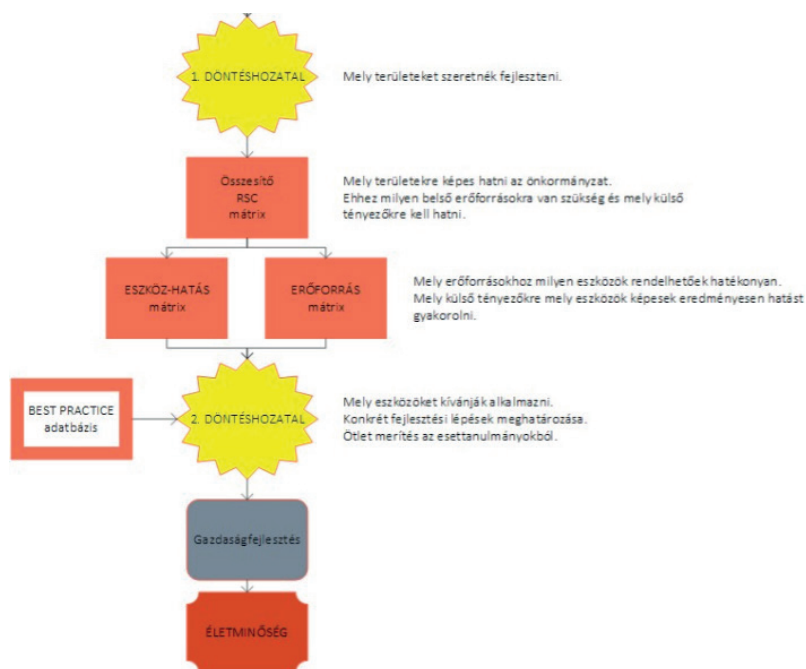 1. DÖNTÉSHOZATAL
Mely területeket szeretnék fejleszteni.
Összesítő
RSC
mátrix
Mely területekre képes hatni az önkormányzat.
Ehhez milyen belső erőforrásokra van szükség és mely külső
tényezőkre kell hatni.
ESZKÖZ-HATÁS
mátrix
ERŐFORRÁS
mátrix
Mely erőforrásokhoz milyen eszközök rendelhetőek hatékonyan.
Mely külső tényezőkre mely eszközök képesek eredményesen hatást
gyakorolni.
BEST PRACTICE
adatbázis
2. DÖNTÉSHOZATAL
Mely eszközöket kívánják alkalmazni.
Konkrét fejlesztési lépések meghatározása.
Ötlet merítés az esettanulmányokból.
Gazdaságfejlesztés
ÉLETMINŐSÉG